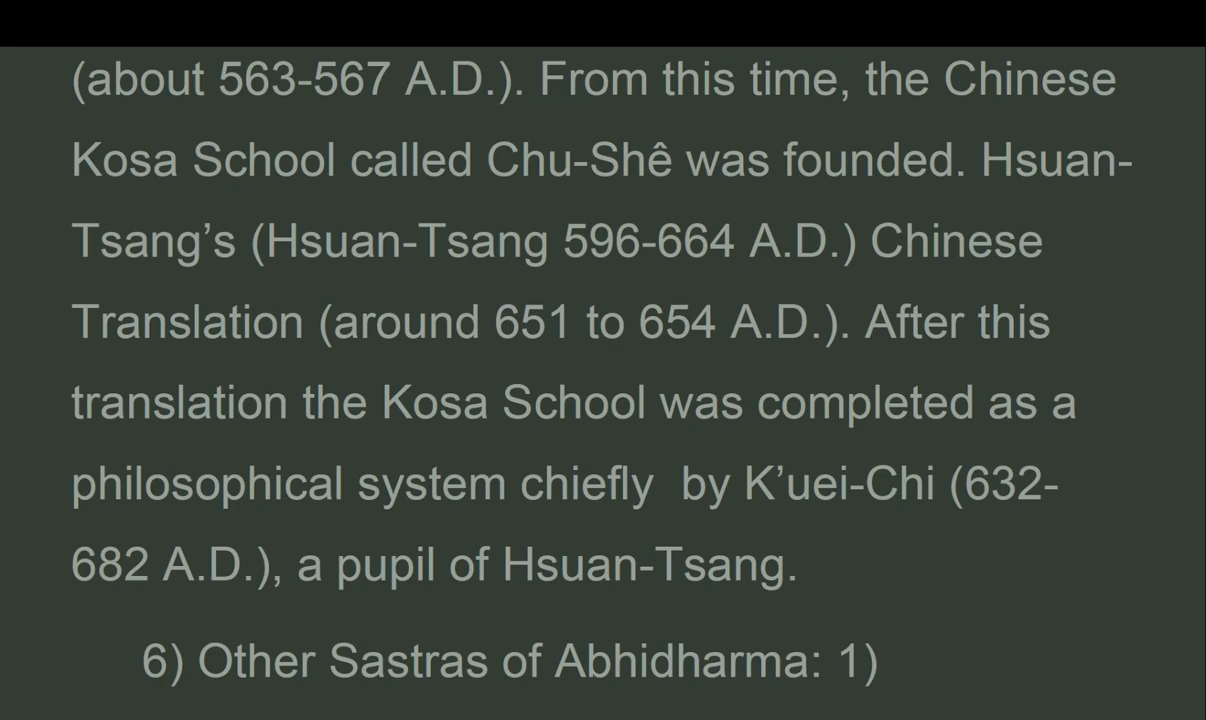 (about 563-567 A.D.). From this time, the Chinese
Kosa School called Chu-Shê was founded. Hsuan-
Tsang’s (Hsuan-Tsang 596-664 A.D.) Chinese
Translation (around 651 to 654 A.D.). After this
translation the Kosa School was completed as a
philosophical system chiefly  by K’uei-Chi (632-
682 A.D.), a pupil of Hsuan-Tsang.
6) Other Sastras of Abhidharma: 1)